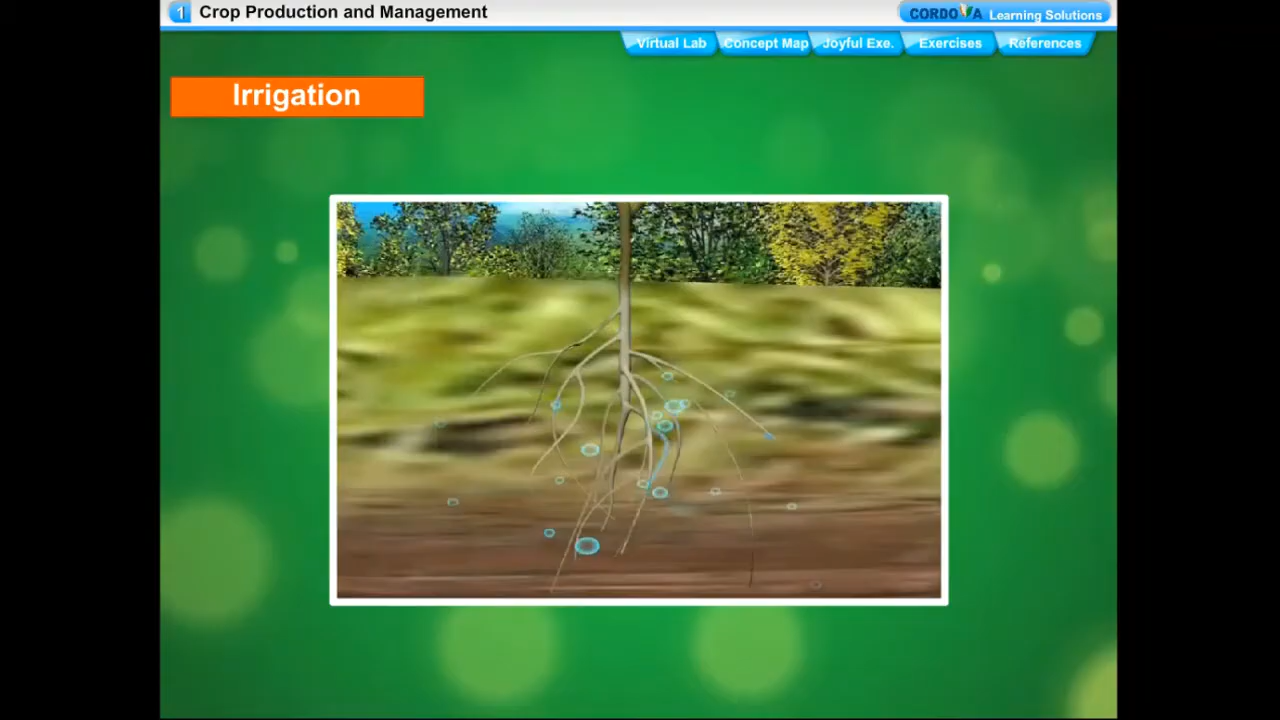 1 Crop Production and Management
CORDOVA Learning Solutions
Virtual Lab Concept Map Joyful Exe. Exercises References
Irrigation